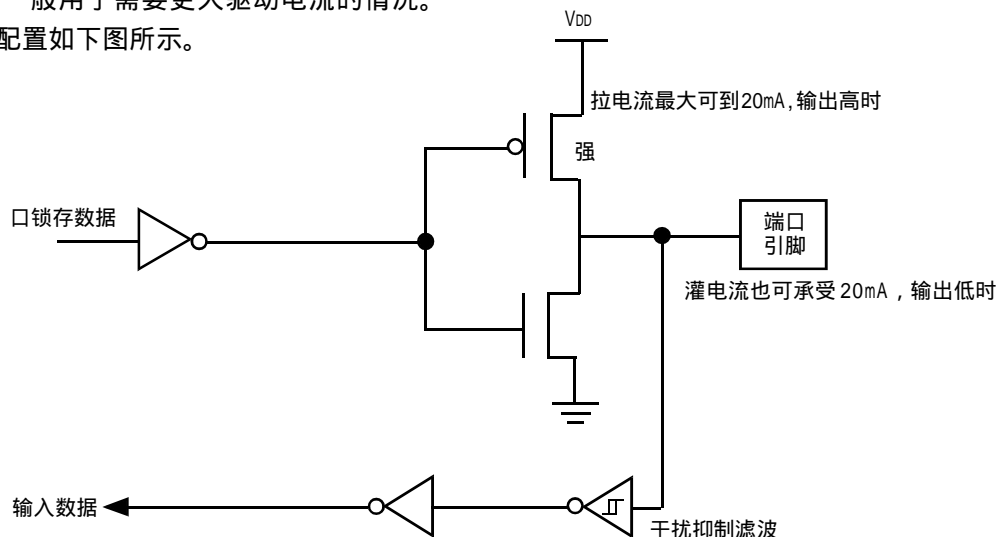 般用于需要更大驱动电流的情况。
配置如下图所示。
VDD
拉电流最大可到20mA,输出高时
强
口锁存数据
端口
引脚
灌电流也可承受20mA，输出低时
输入数据
干扰抑制滤波